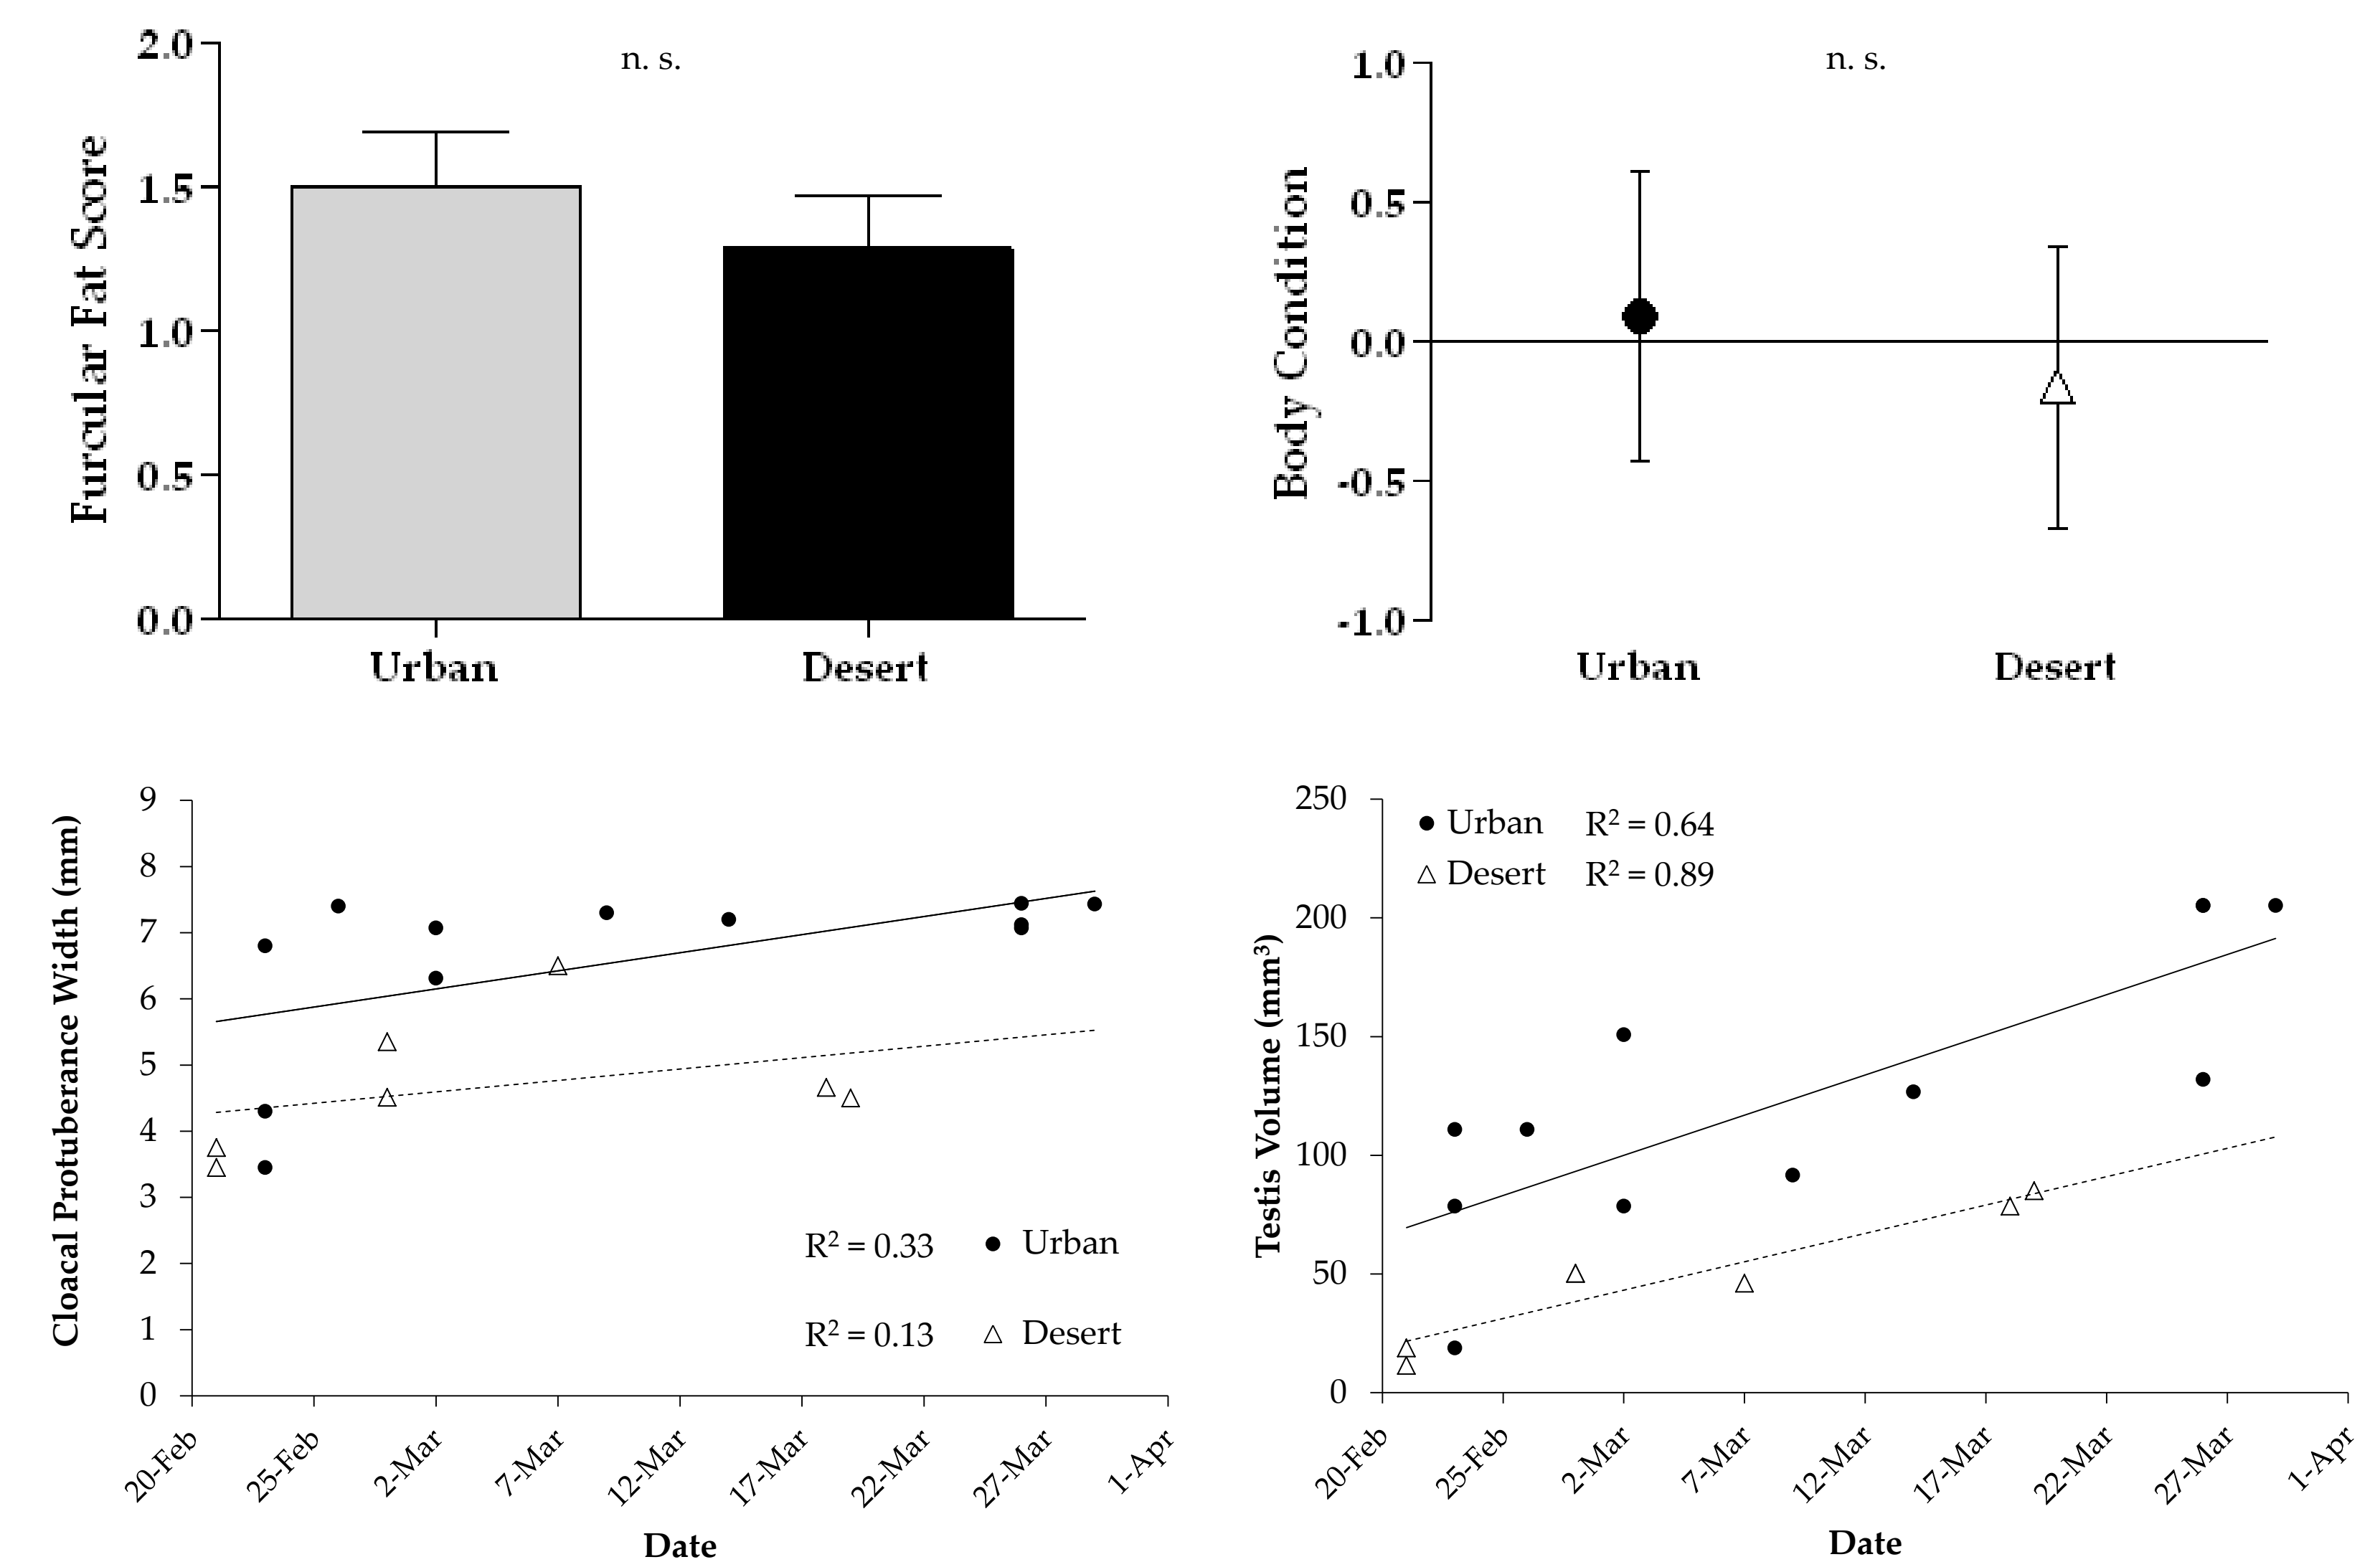 2.0
n. s.
1.5
1.0
0.5
0.0
Furcular Fat Score
Urban
Desert
1.0
n. s.
0.5
0.0
-0.5
-1.0
Body Condition
Urban
Desert
9
8
7
6
5
4
3
2
1
0
Cloacal Protuberance Width (mm)
R² = 0.33 Urban
R² = 0.13 Desert
20-Feb
25-Feb
2-Mar
7-Mar
12-Mar
17-Mar
22-Mar
27-Mar
1-Apr
Date
250
200
150
100
50
0
Testis Volume (mm³)
Urban R² = 0.64
Desert R² = 0.89
20-Feb
25-Feb
2-Mar
7-Mar
12-Mar
17-Mar
22-Mar
27-Mar
1-Apr
Date